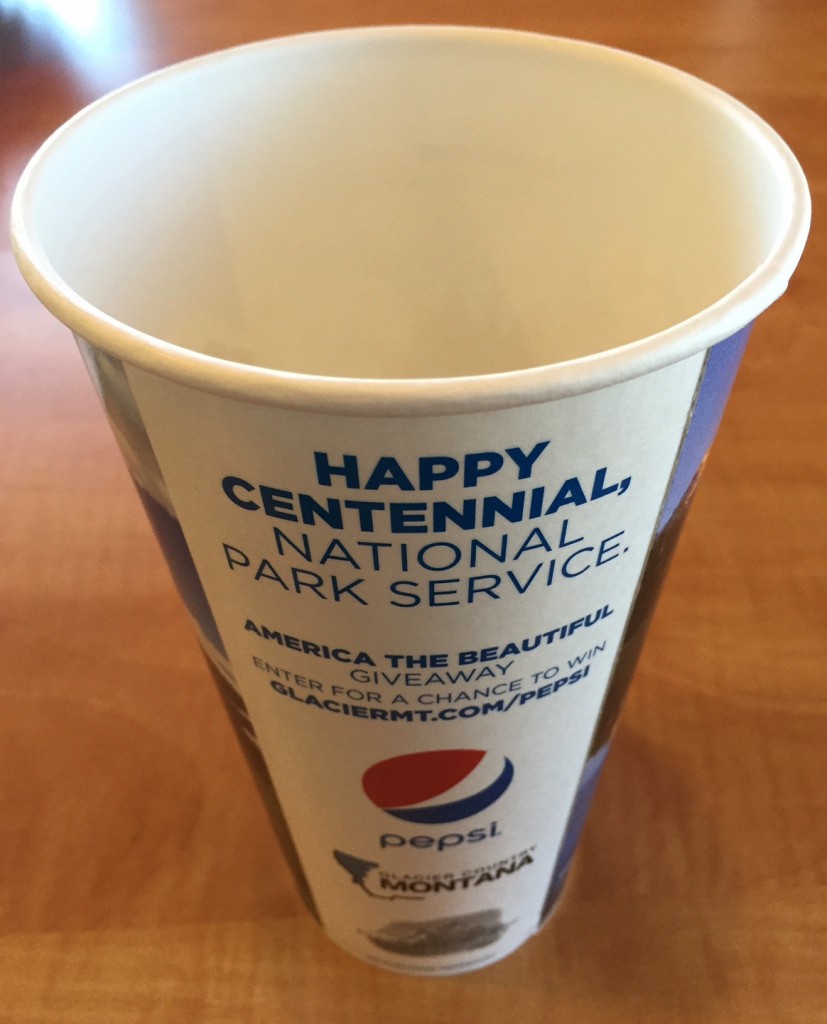 HAPPY
CENTENNIAL,
NATIONAL
PARK SERVICE.
AMERICA THE BEAUTIFUL
GIVEAWAY
ENTER FOR A CHANCE TO WIN
GLACIERMT.COM/PEPSI
pepsi
GLACIER COUNTRY
MONTANA